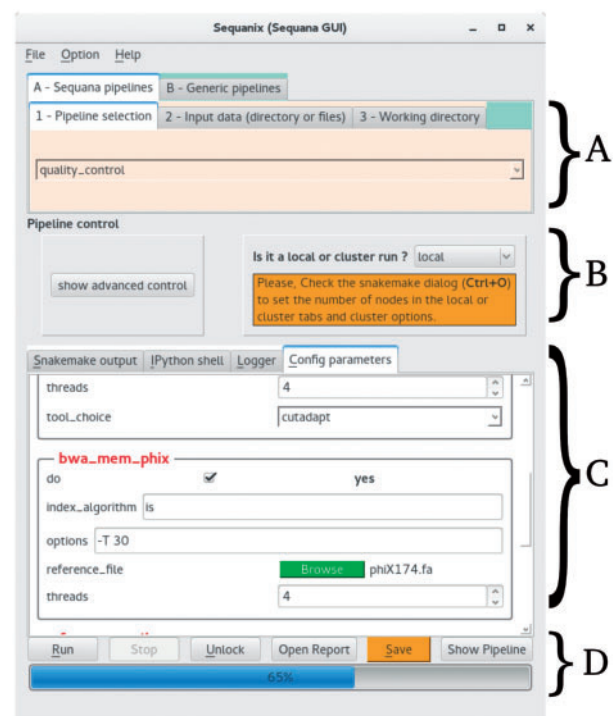 Sequanix (Sequana GUI)
File Option Help
A - Sequana pipelines B - Generic pipelines
1 - Pipeline selection 2 - Input data (directory or files) 3 - Working directory
A
quality_control
Pipeline control
Is it a local or cluster run ? local
B
show advanced control
Please, Check the snakemake dialog (Ctrl+O)
to set the number of nodes in the local or
cluster tabs and cluster options.
Snakemake output IPython shell Logger Config parameters
threads 4
tool_choice cutadapt
bwa_mem_phix
C
do yes
index_algorithm is
options -T 30
reference_file Browse phiX174.fa
threads 4
Run Stop Unlock Open Report Save Show Pipeline
D
65%